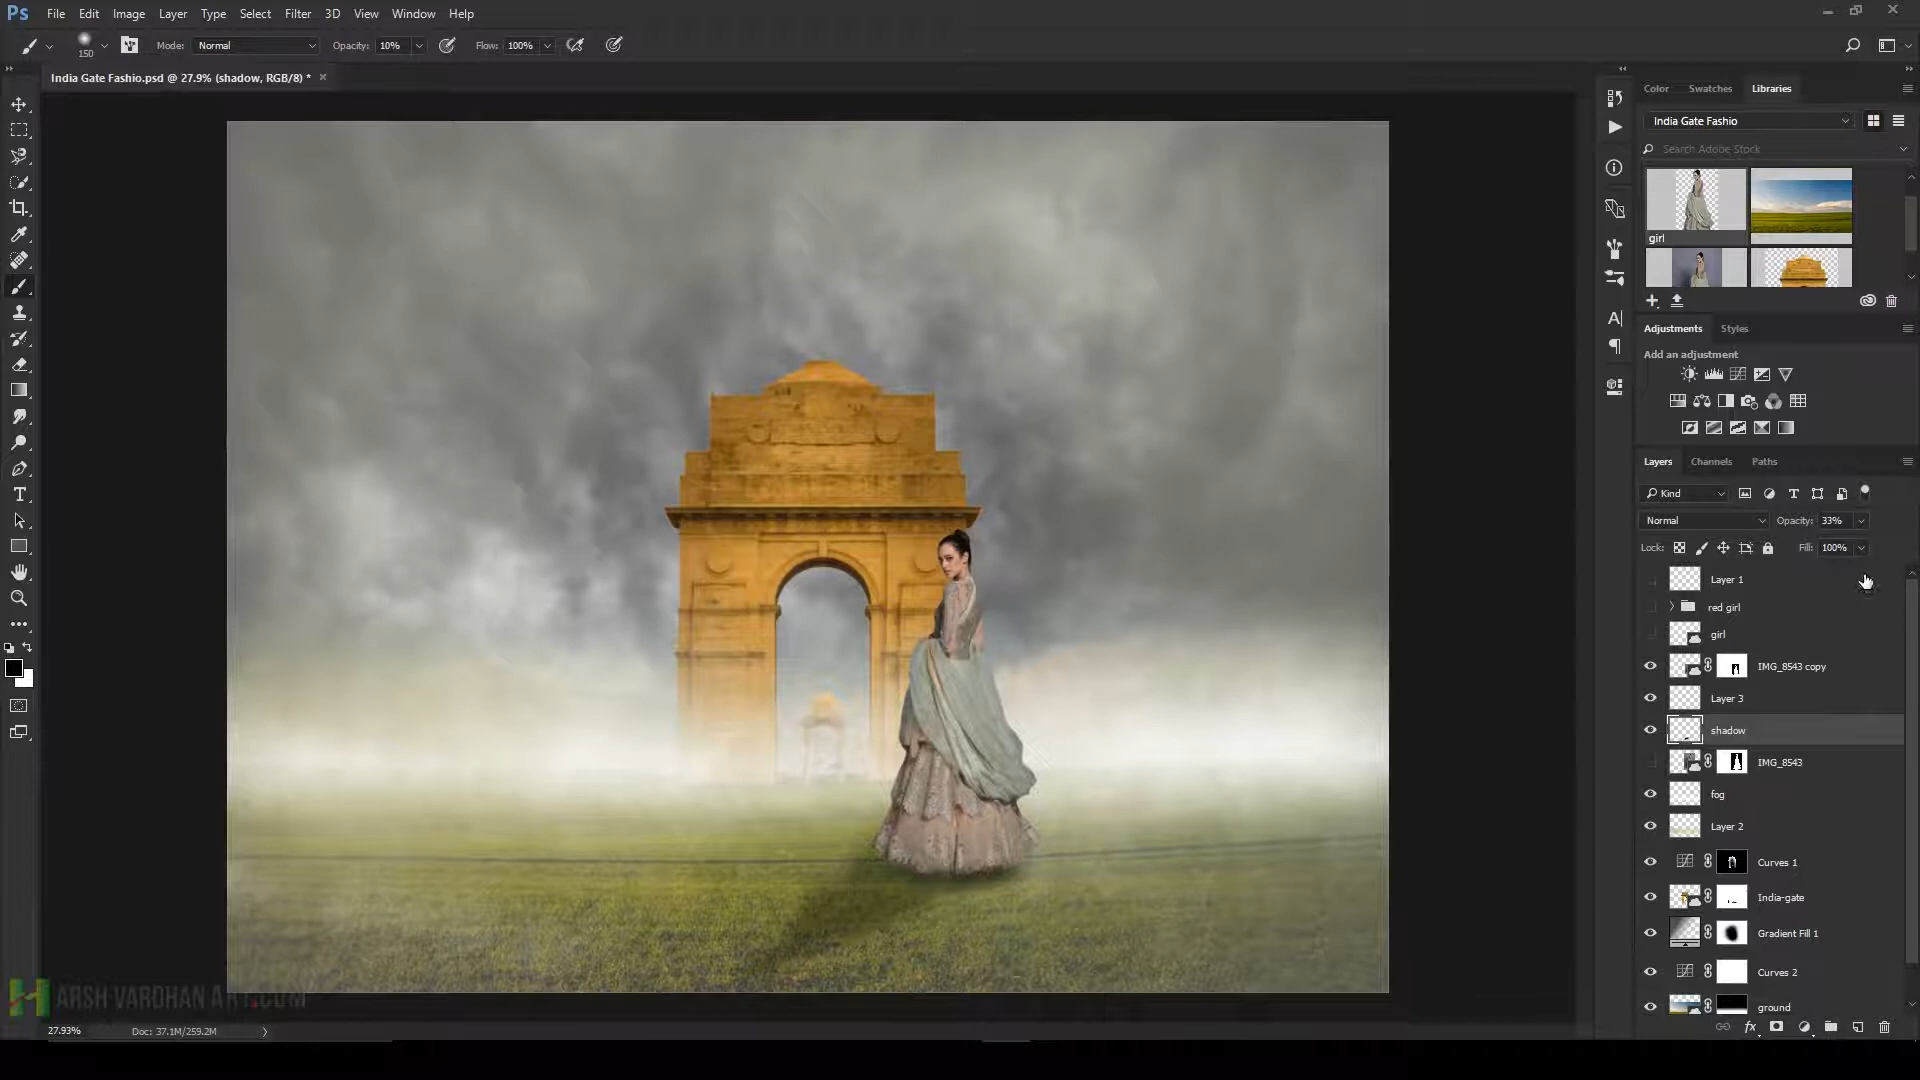 Ps File Edit Image Layer Type Select Filter 3D View Window Help
150 Mode: Normal Opacity: 10% Flow: 100%
India Gate Fashio.psd @ 27.9% (shadow, RGB/8) * ×
Color Swatches Libraries
India Gate Fashio
Search Adobe Stock
girl
Adjustments Styles
Add an adjustment
Layers Channels Paths
Kind
Normal Opacity: 33%
Lock: Fill: 100%
Layer 1
red girl
girl
IMG_8543 copy
Layer 3
shadow
IMG_8543
fog
Layer 2
Curves 1
India-gate
Gradient Fill 1
Curves 2
ground
HARSH VARDHAN ART.COM
27.93% Doc: 37.1M/259.2M